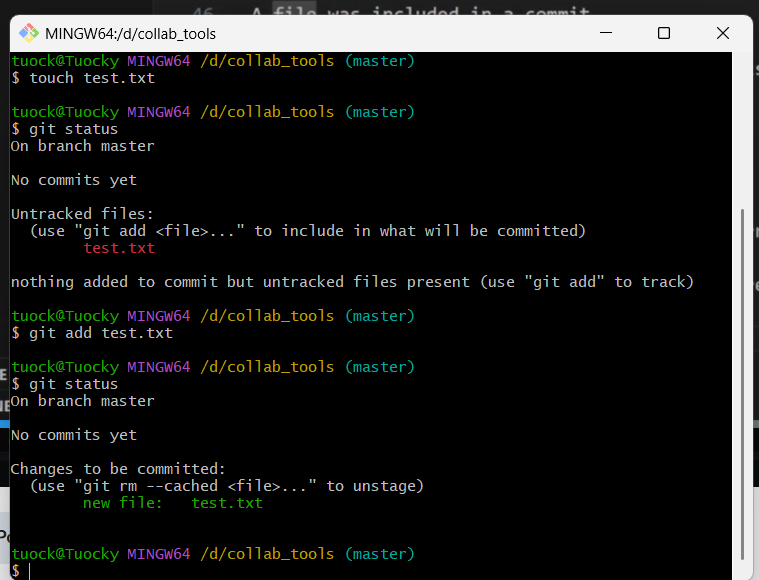 46 A file was included in a commit
MINGW64:/d/collab_tools
tuock@Tuocky MINGW64 /d/collab_tools (master)
$ touch test.txt
tuock@Tuocky MINGW64 /d/collab_tools (master)
$ git status
On branch master
No commits yet
Untracked files:
(use "git add <file>..." to include in what will be committed)
test.txt
nothing added to commit but untracked files present (use "git add" to track)
tuock@Tuocky MINGW64 /d/collab_tools (master)
$ git add test.txt
tuock@Tuocky MINGW64 /d/collab_tools (master)
$ git status
On branch master
No commits yet
Changes to be committed:
(use "git rm --cached <file>..." to unstage)
new file: test.txt
tuock@Tuocky MINGW64 /d/collab_tools (master)
$